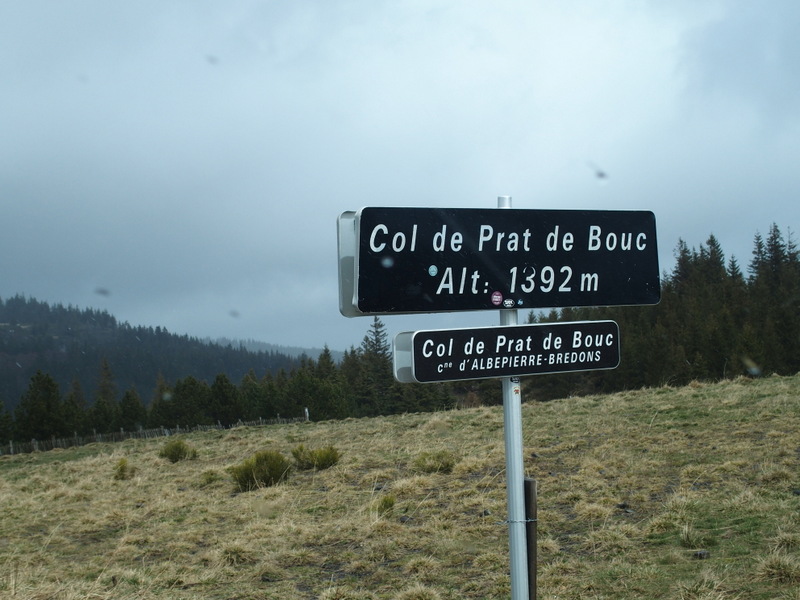 Col de Prat de Bouc
Alt: 1392 m
Col de Prat de Bouc
cne d'ALBEPIERRE-BREDONS